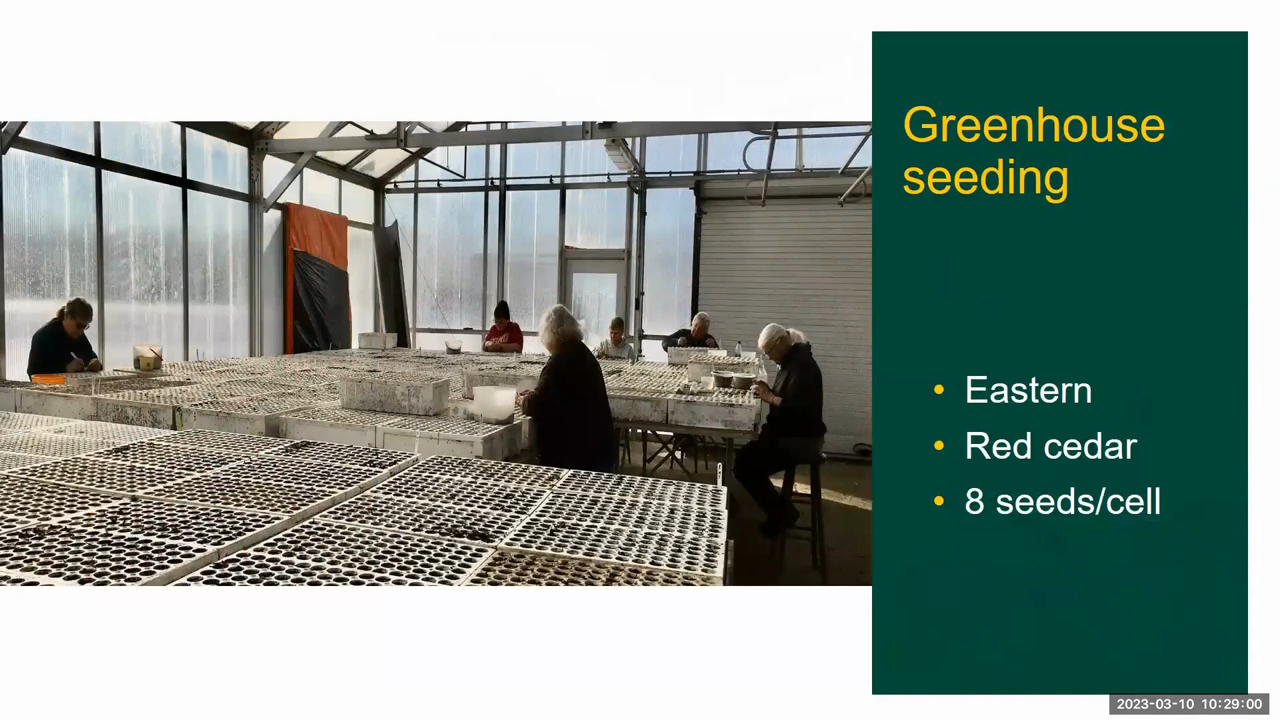 Greenhouse
seeding
• Eastern
• Red cedar
• 8 seeds/cell
2023-03-10 10:29:00